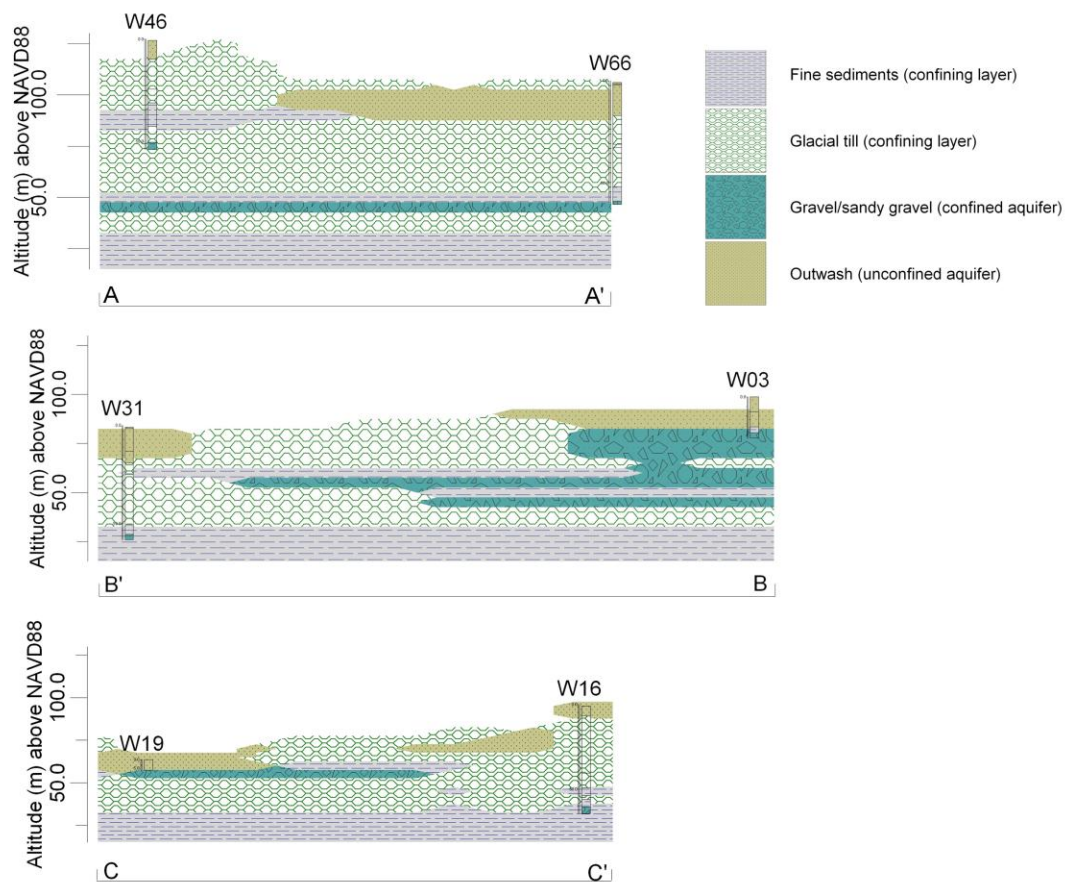 W46
W66
Altitude (m) above NAVD88
100.0
50.0
A
A'
Fine sediments (confining layer)
Glacial till (confining layer)
Gravel/sandy gravel (confined aquifer)
Outwash (unconfined aquifer)
W31
W03
Altitude (m) above NAVD88
100.0
50.0
B'
B
W19
W16
Altitude (m) above NAVD88
100.0
50.0
C
C'